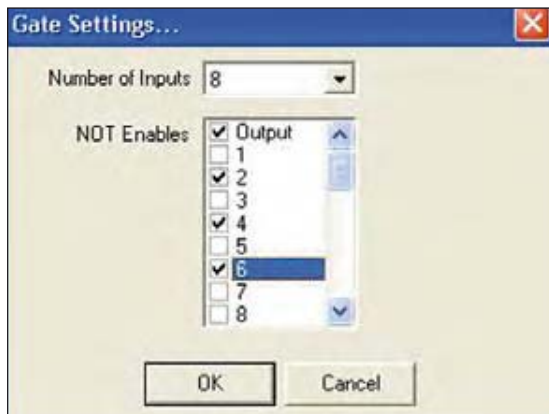 Gate Settings...
Number of Inputs 8
NOT Enables Output
1
2
3
4
5
6
7
8
OK Cancel